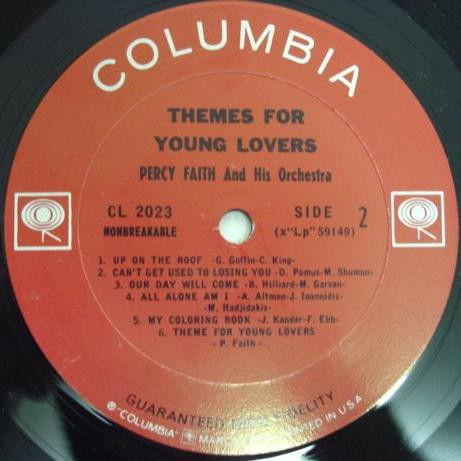 COLUMBIA
THEMES FOR
YOUNG LOVERS
PERCY FAITH And His Orchestra
CL 2023
NONBREAKABLE
SIDE 2
(x"Lp"59149)
1. UP ON THE ROOF -G. Goffin-C. King-
2. CAN'T GET USED TO LOSING YOU -D. Pomus-M. Shuman-
3. OUR DAY WILL COME -B. Hilliard-M. Garson-
4. ALL ALONE AM I -A. Altman-J. Ioannidis-
M. Hadjidakis-
5. MY COLORING BOOK -J. Kander-F. Ebb-
6. THEME FOR YOUNG LOVERS
-P. Faith-
GUARANTEED HIGH FIDELITY
® "COLUMBIA" IN U.S.A.